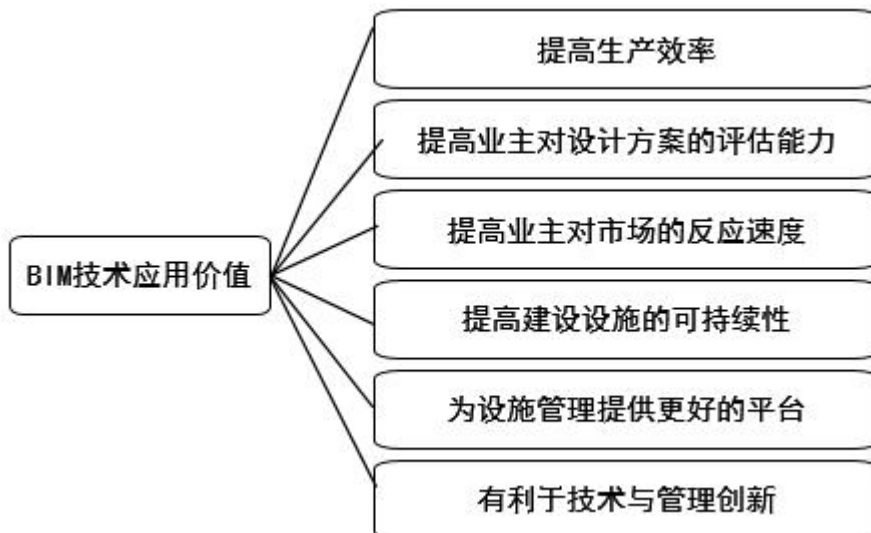 提高生产效率
提高业主对设计方案的评估能力
提高业主对市场的反应速度
BIM技术应用价值
提高建设设施的可持续性
为设施管理提供更好的平台
有利于技术与管理创新